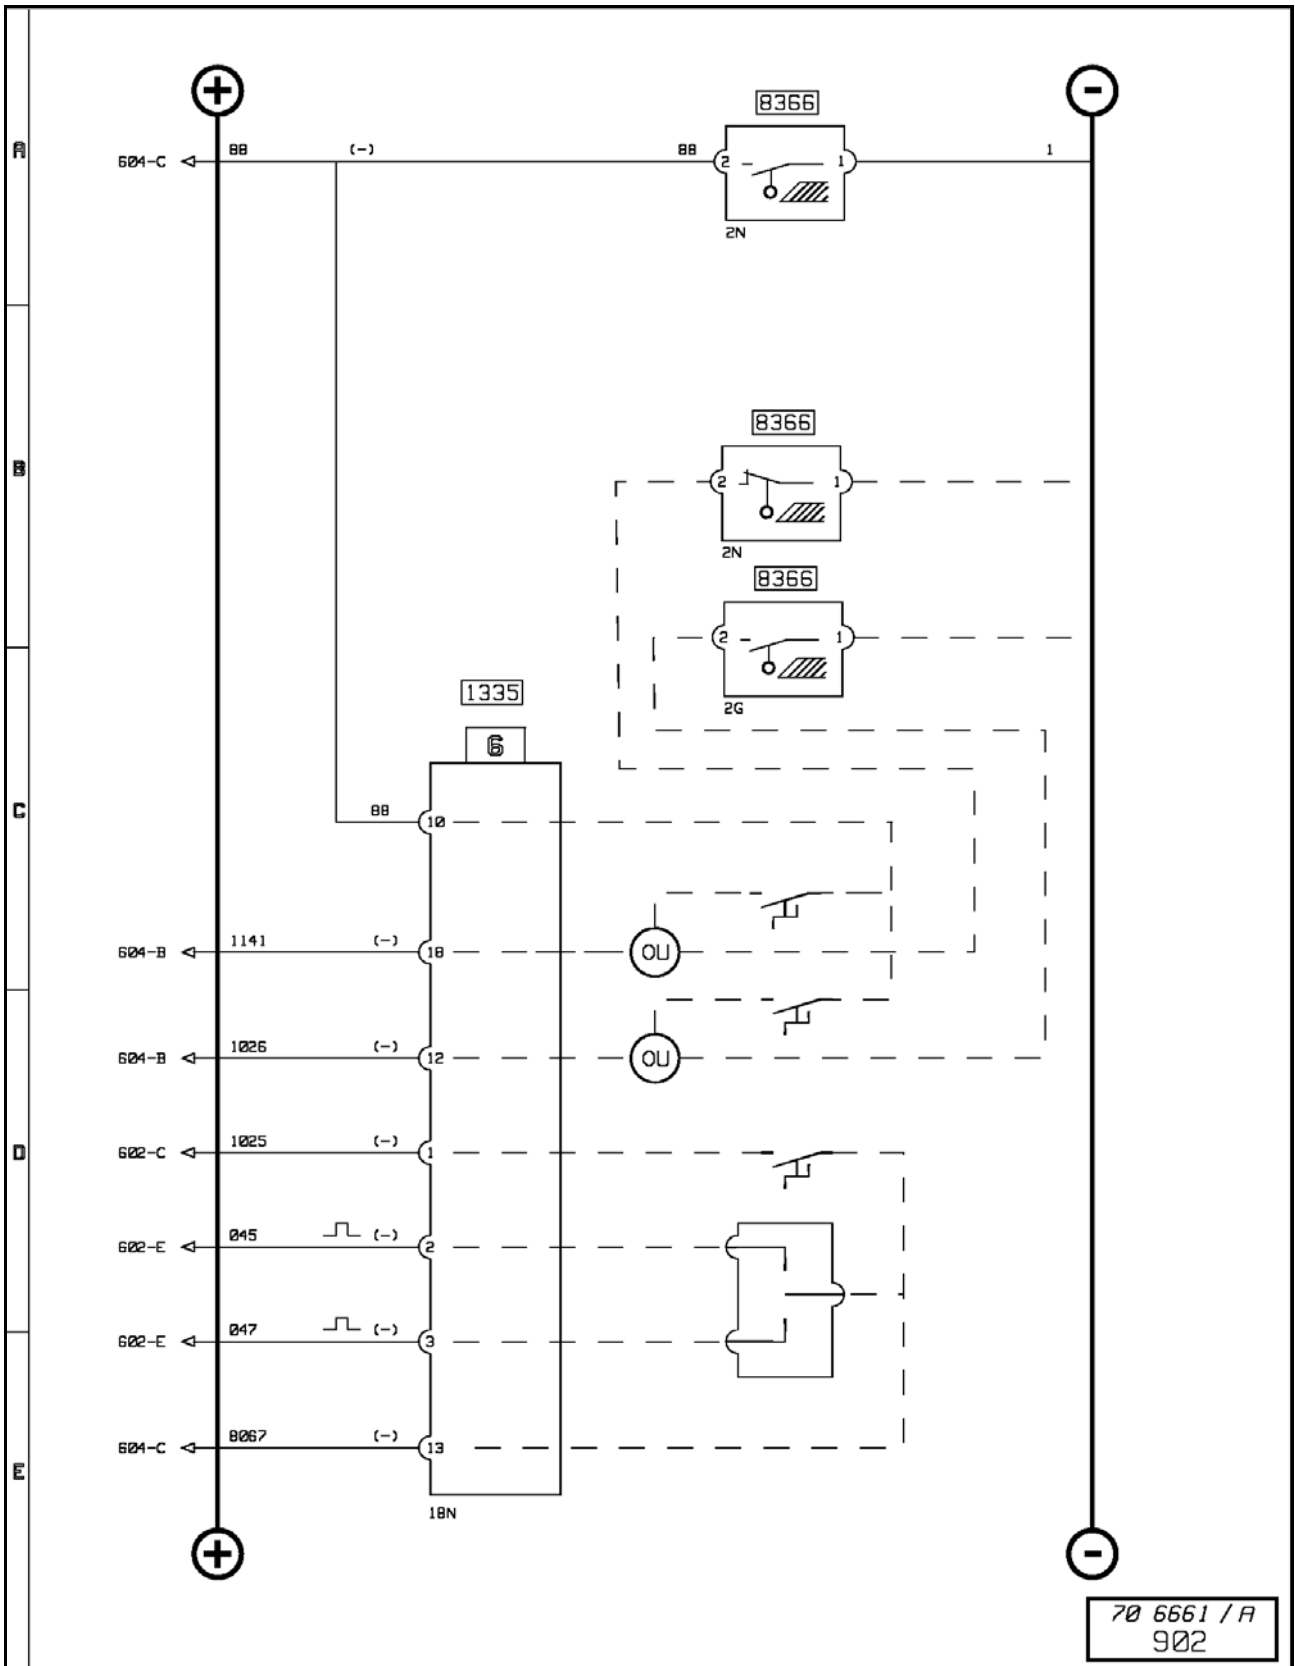 +
-
8366
A
604-C
88
(-)
88
2
1
1
2N
B
8366
2
1
2N
8366
2
1
2G
1335
6
C
88
10
604-B
1141
(-)
18
OU
604-B
1026
(-)
12
OU
D
602-C
1025
(-)
1
602-E
045
(-)
2
602-E
047
(-)
3
604-C
8067
(-)
13
E
18N
+
-
70 6661 / A
902